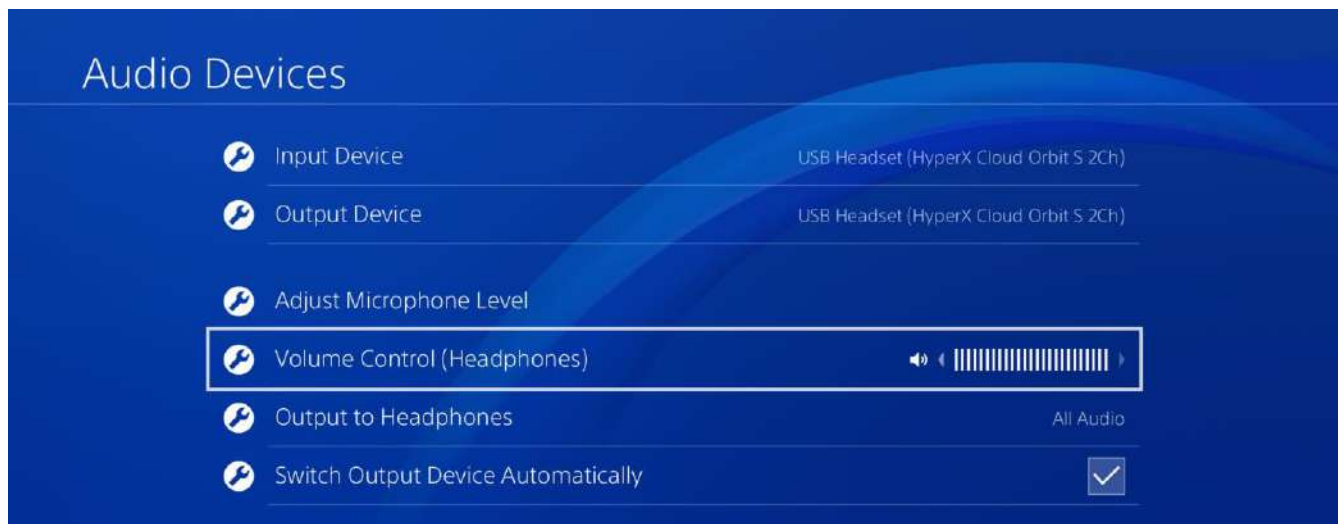 Audio Devices
Input Device USB Headset (HyperX Cloud Orbit S 2Ch)
Output Device USB Headset (HyperX Cloud Orbit S 2Ch)
Adjust Microphone Level
Volume Control (Headphones)
Output to Headphones All Audio
Switch Output Device Automatically